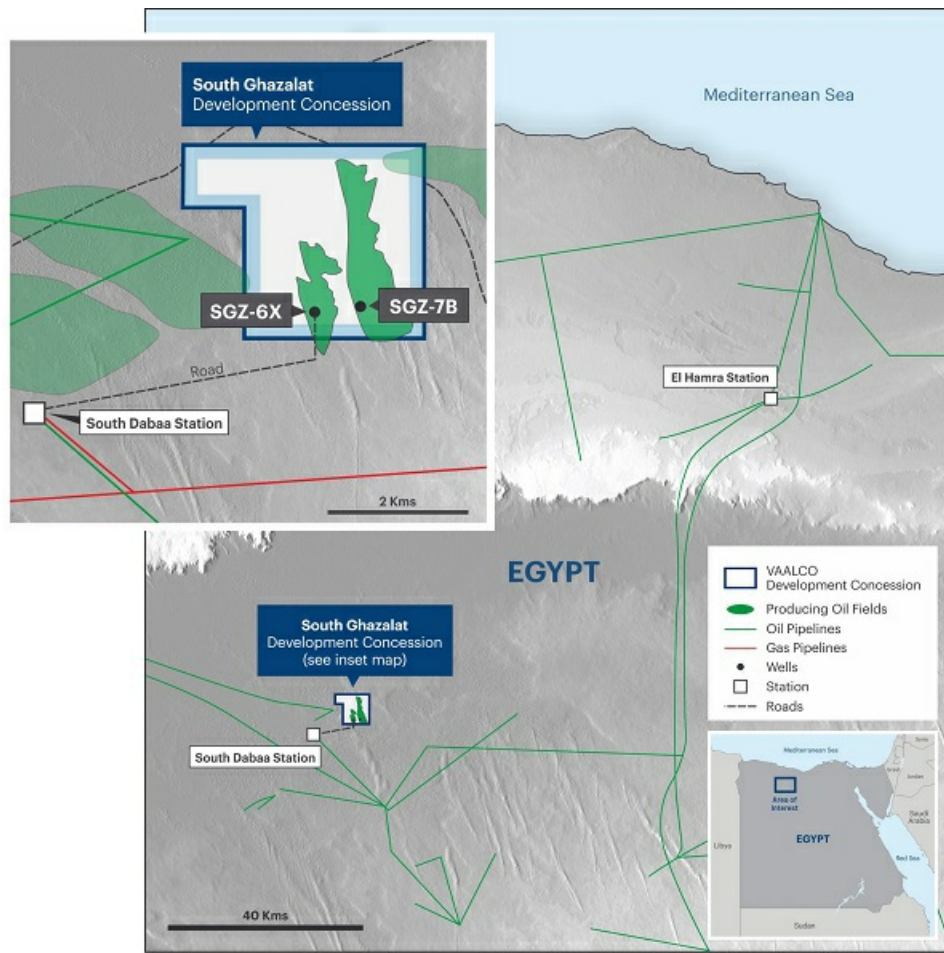 South Ghazalat
Development Concession
SGZ-6X
SGZ-7B
Road
South Dabaa Station
2 Kms
Mediterranean Sea
El Hamra Station
EGYPT
South Ghazalat
Development Concession
(see inset map)
South Dabaa Station
40 Kms
VAALCO
Development Concession
Producing Oil Fields
Oil Pipelines
Gas Pipelines
Wells
Station
Roads
Mediterranean Sea
Syria
Israel
Jordan
Area of
Interest
Saudi
Arabia
EGYPT
Libya
Red Sea
Sudan